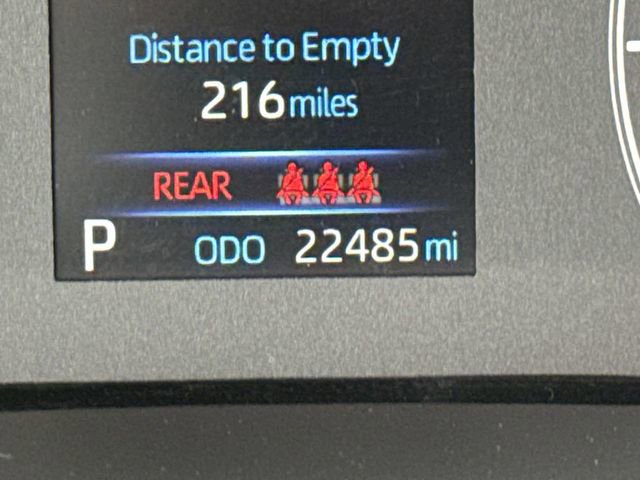 Distance to Empty
216 miles
REAR
P ODO 22485 mi